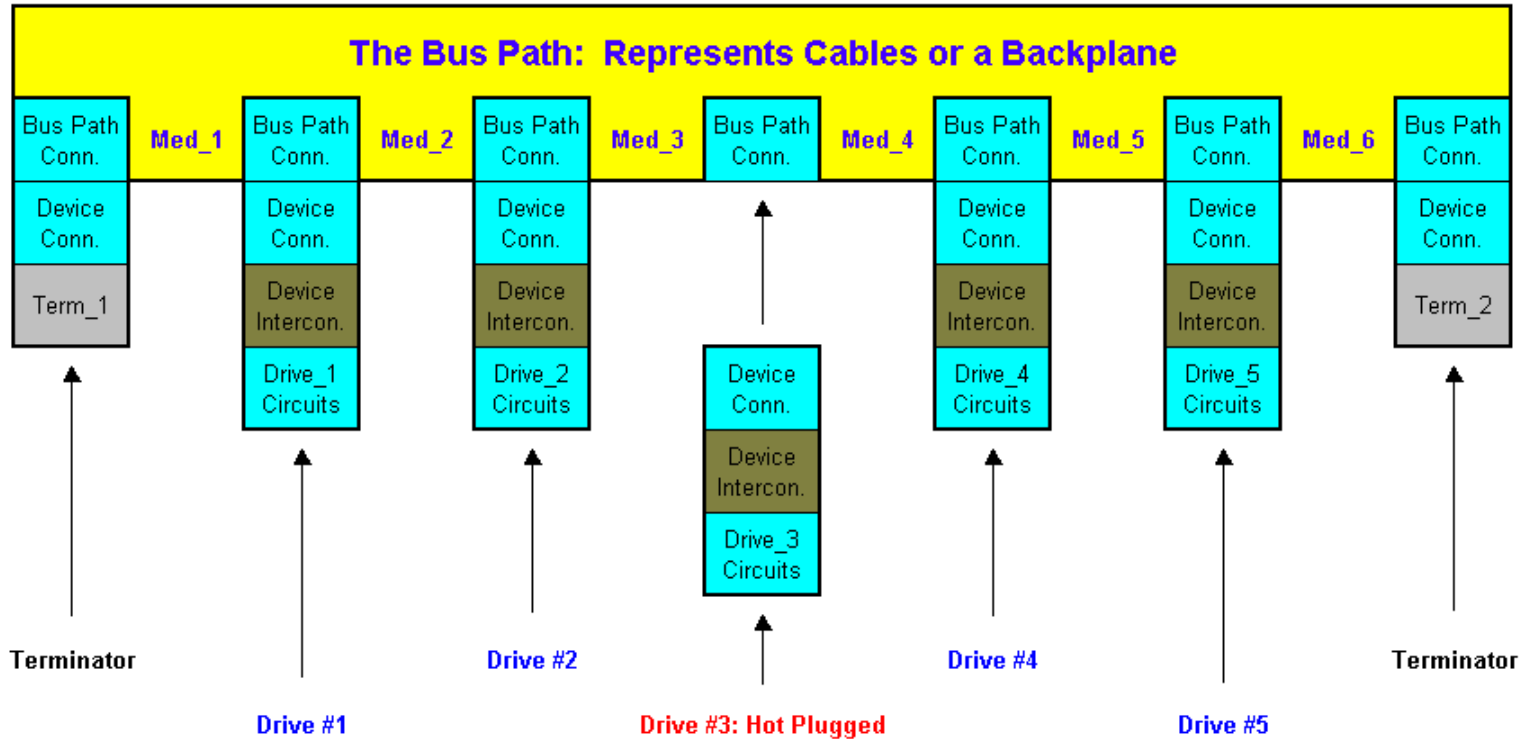 The Bus Path:  Represents Cables or a Backplane
Bus Path
Conn.
Med_1
Bus Path
Conn.
Med_2
Bus Path
Conn.
Med_3
Bus Path
Conn.
Med_4
Bus Path
Conn.
Med_5
Bus Path
Conn.
Med_6
Bus Path
Conn.
Device
Conn.
Device
Conn.
Device
Conn.
Device
Conn.
Device
Conn.
Device
Conn.
Term_1
Device
Intercon.
Device
Intercon.
Device
Intercon.
Device
Intercon.
Term_2
Drive_1
Circuits
Drive_2
Circuits
Device
Conn.
Drive_4
Circuits
Drive_5
Circuits
Device
Intercon.
Drive_3
Circuits
Terminator
Drive #2
Drive #4
Terminator
Drive #1
Drive #3: Hot Plugged
Drive #5